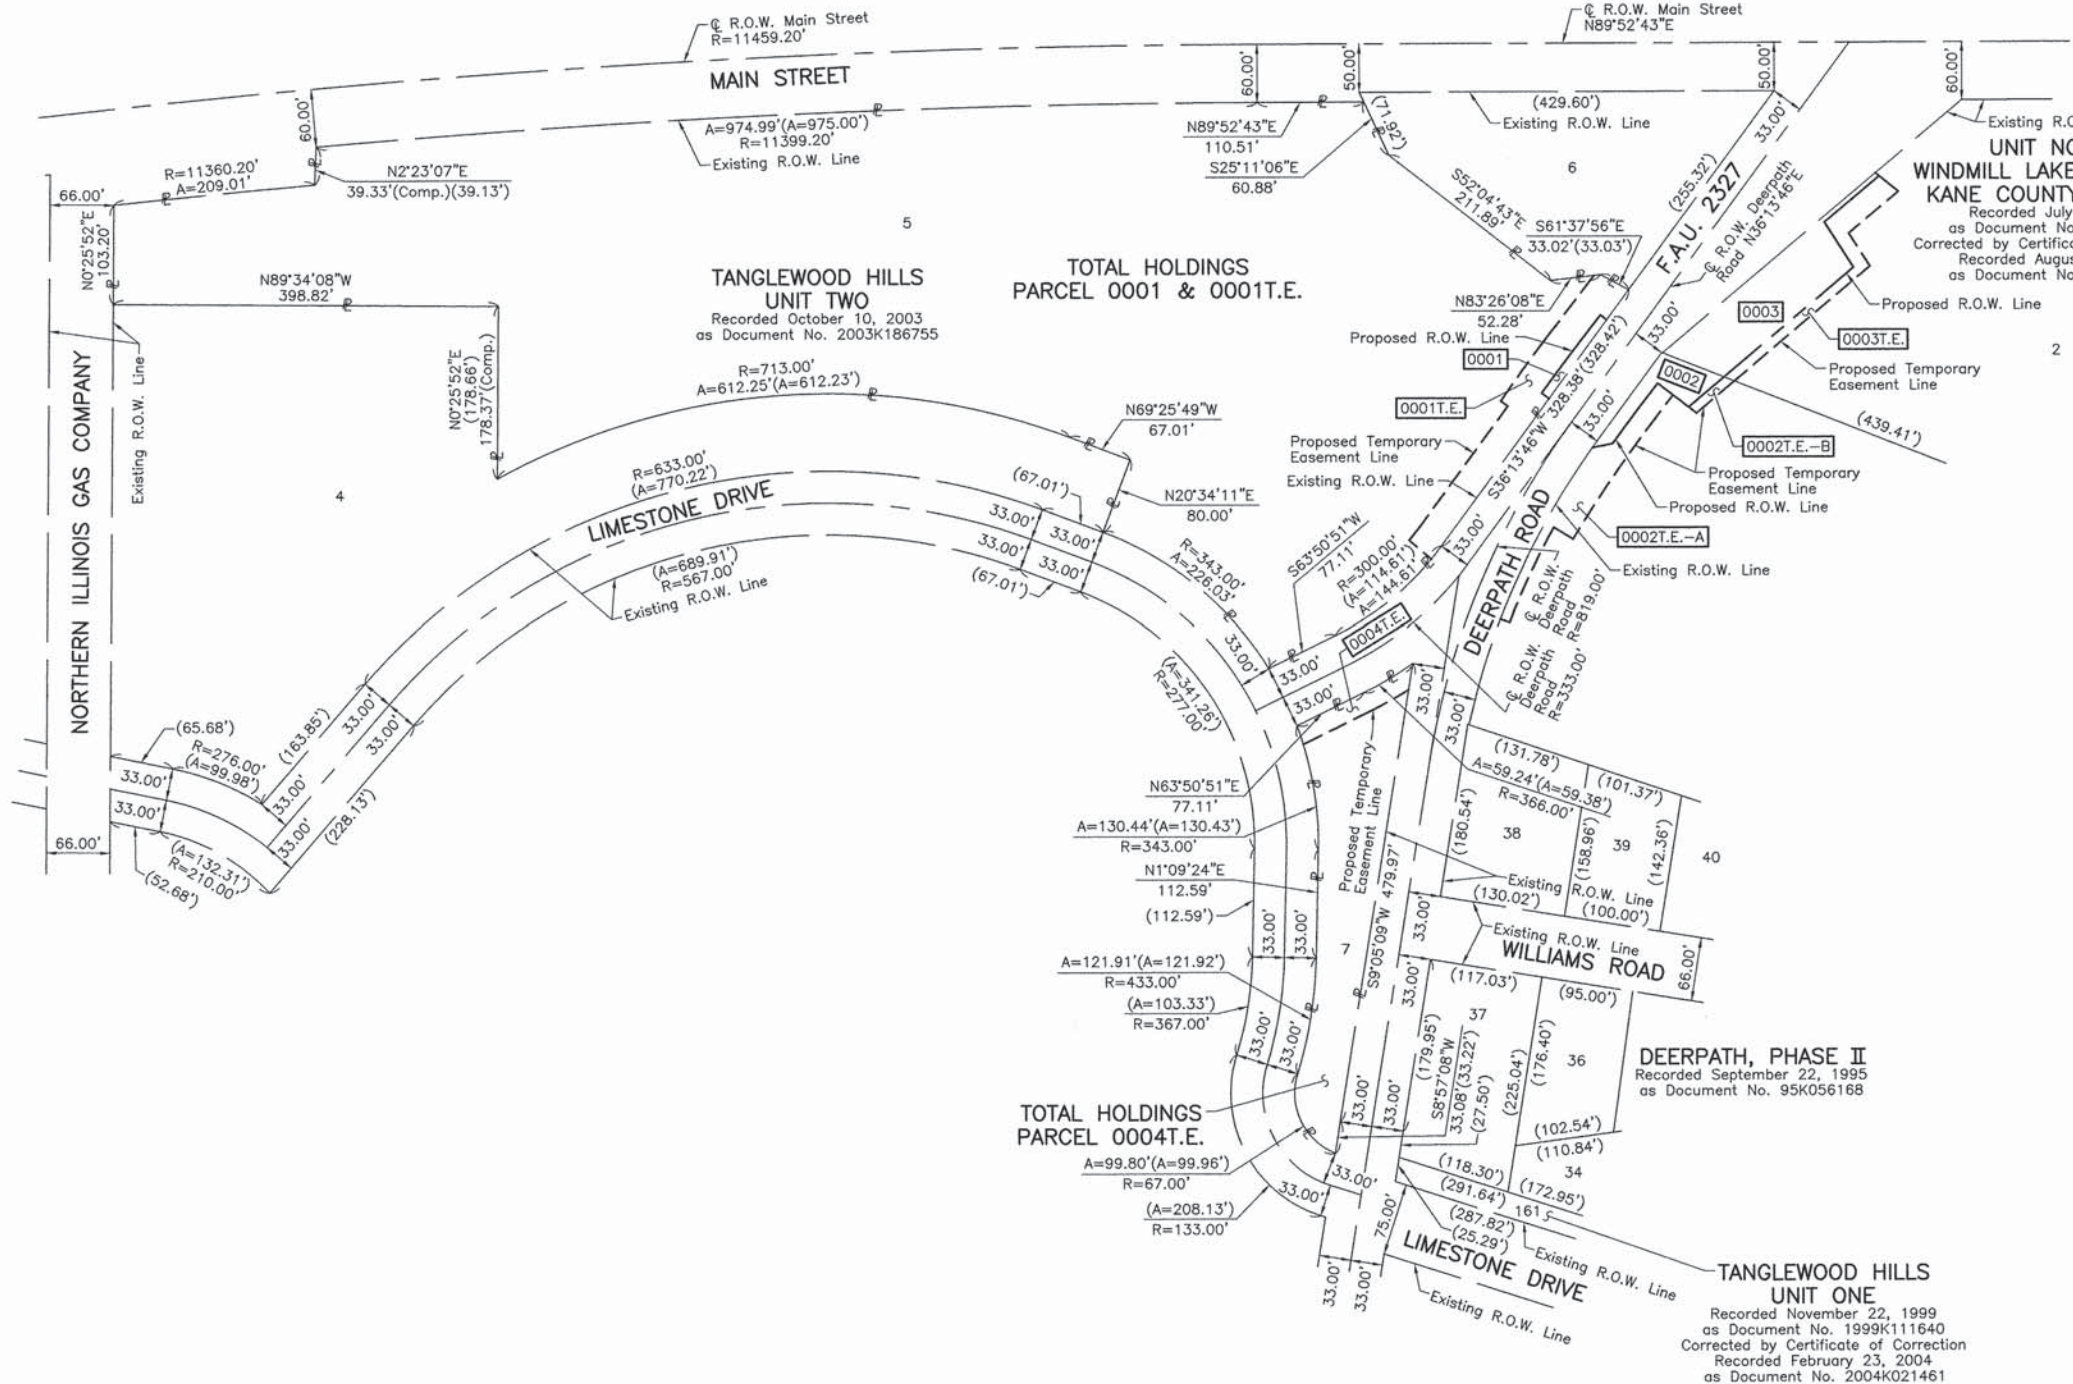 ℄ R.O.W. Main Street
R=11459.20'
℄ R.O.W. Main Street
N89°52'43"E
MAIN STREET
60.00'
60.00'
50.00'
50.00'
60.00'
A=974.99'(A=975.00')
R=11399.20'
Existing R.O.W. Line
N89°52'43"E
110.51'
S25°11'06"E
60.88'
(71.92')
(429.60')
Existing R.O.W. Line
33.00'
Existing R.O
UNIT NO
WINDMILL LAKE
KANE COUNTY
Recorded July
as Document No
Corrected by Certifica
Recorded Augus
as Document No
R=11360.20'
A=209.01'
N2°23'07"E
39.33'(Comp.)(39.13')
66.00'
N0°25'52"E
103.20'
5
6
S52°04'43"E
211.89'
S61°37'56"E
33.02'(33.03')
(255.32')
F.A.U. 2327
℄ R.O.W. Deerpath
Road N36°13'46"E
N89°34'08"W
398.82'
TANGLEWOOD HILLS
UNIT TWO
Recorded October 10, 2003
as Document No. 2003K186755
TOTAL HOLDINGS
PARCEL 0001 & 0001T.E.
N83°26'08"E
52.28'
Proposed R.O.W. Line
0001
0001T.E.
Proposed R.O.W. Line
0003
0003T.E.
Proposed Temporary
Easement Line
2
33.00'
33.00'
0002
(439.41')
0002T.E.-B
Proposed Temporary
Easement Line
Proposed R.O.W. Line
0002T.E.-A
Existing R.O.W. Line
NORTHERN ILLINOIS GAS COMPANY
Existing R.O.W. Line
N0°25'52"E
(178.66')
178.37'(Comp.)
R=713.00'
A=612.25'(A=612.23')
N69°25'49"W
67.01'
S36°13'46"W 328.38'(328.42')
Proposed Temporary
Easement Line
Existing R.O.W. Line
4
R=633.00'
(A=770.22')
LIMESTONE DRIVE
(67.01')
N20°34'11"E
80.00'
33.00'
33.00'
33.00'
33.00'
(67.01')
(A=689.91')
R=567.00'
Existing R.O.W. Line
R=343.00'
A=226.03'
S63°50'51"W
77.11'
R=300.00'
(A=114.61')
A=144.61'
33.00'
0004T.E.
DEERPATH ROAD
℄ R.O.W.
Deerpath
Road
R=819.00'
℄ R.O.W.
Deerpath
Road
R=333.00'
33.00'
33.00'
33.00'
33.00'
33.00'
(A=341.26')
R=277.00'
(65.68')
R=276.00'
(A=99.98')
(163.85')
33.00'
33.00'
33.00'
33.00'
33.00'
33.00'
(228.13')
66.00'
(A=132.31')
R=210.00'
(52.68')
N63°50'51"E
77.11'
A=130.44'(A=130.43')
R=343.00'
N1°09'24"E
112.59'
(112.59')
33.00'
33.00'
Proposed Temporary
Easement Line
(131.78')
A=59.24'(A=59.38')
R=366.00'
(101.37')
(180.54')
38
(158.96')
39
(142.36')
40
Existing R.O.W. Line
(130.02')
(100.00')
33.00'
Existing R.O.W. Line
WILLIAMS ROAD
66.00'
7
S9°05'09"W 479.97'
A=121.91'(A=121.92')
R=433.00'
(A=103.33')
R=367.00'
33.00'
33.00'
33.00'
(117.03')
(95.00')
37
(179.95')
S8°57'08"W
33.08'(33.22')
(27.50')
(225.04')
(176.40')
36
DEERPATH, PHASE II
Recorded September 22, 1995
as Document No. 95K056168
TOTAL HOLDINGS
PARCEL 0004T.E.
33.00'
33.00'
(102.54')
(110.84')
34
A=99.80'(A=99.96')
R=67.00'
(A=208.13')
R=133.00'
33.00'
33.00'
(118.30')
(291.64')
(172.95')
161
(287.82')
(25.29')
75.00'
LIMESTONE DRIVE
Existing R.O.W. Line
Existing R.O.W. Line
33.00'
33.00'
TANGLEWOOD HILLS
UNIT ONE
Recorded November 22, 1999
as Document No. 1999K111640
Corrected by Certificate of Correction
Recorded February 23, 2004
as Document No. 2004K021461